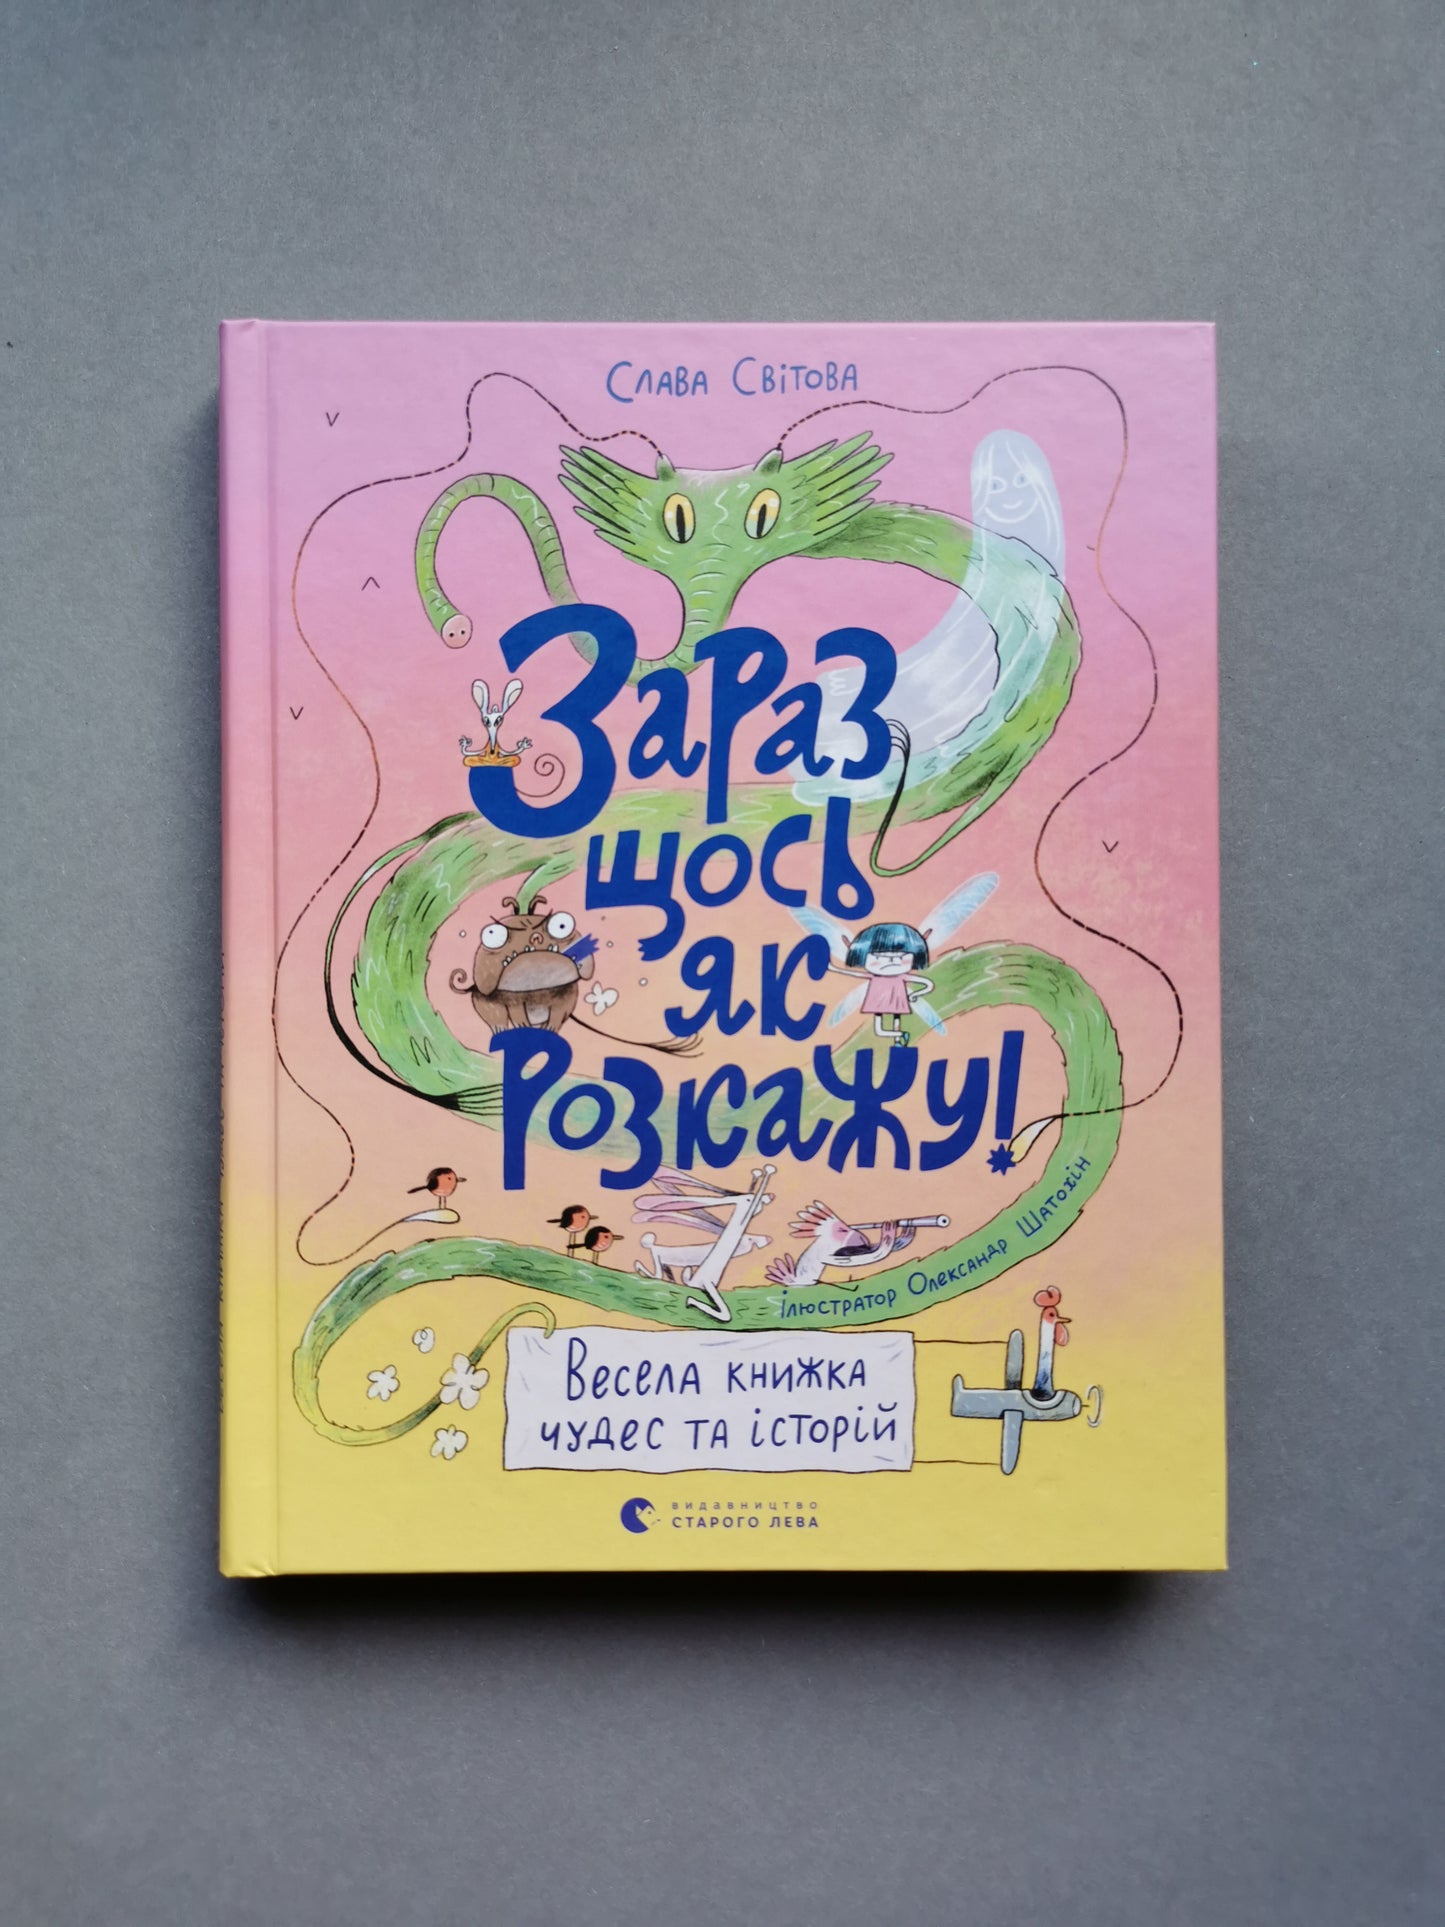 Слава Світова
Зараз
щось
як
розкажу!
ілюстратор Олександр Шатохін
Весела книжка
чудес та історій
видавництво
СТАРОГО ЛЕВА